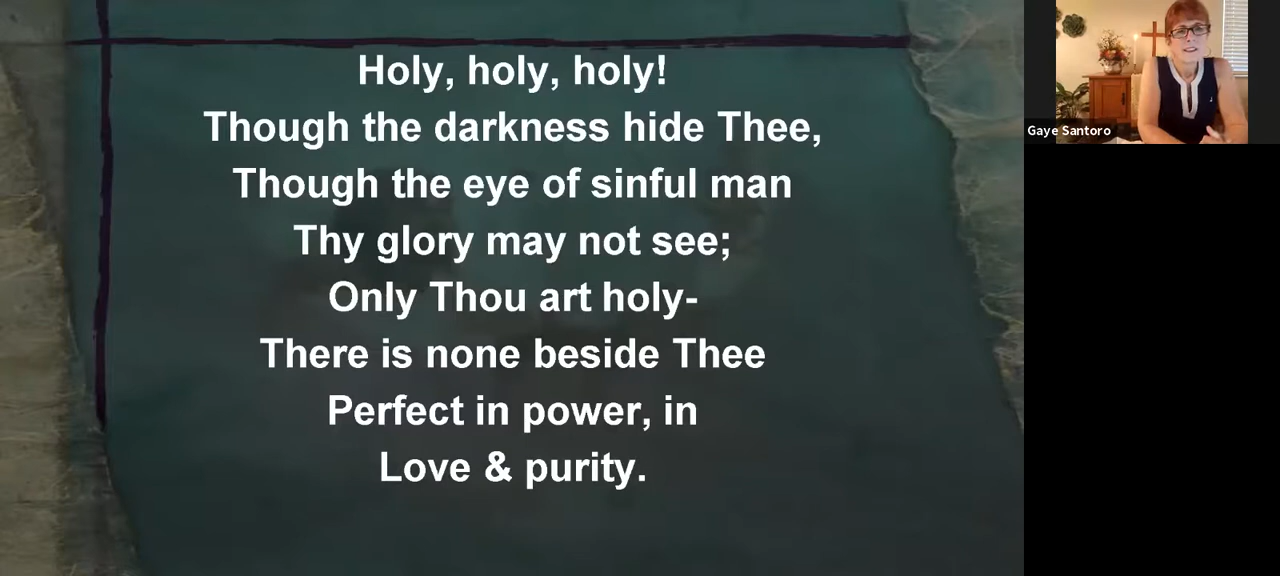 Holy, holy, holy!
Though the darkness hide Thee,
Though the eye of sinful man
Thy glory may not see;
Only Thou art holy-
There is none beside Thee
Perfect in power, in
Love & purity.
Gaye Santoro